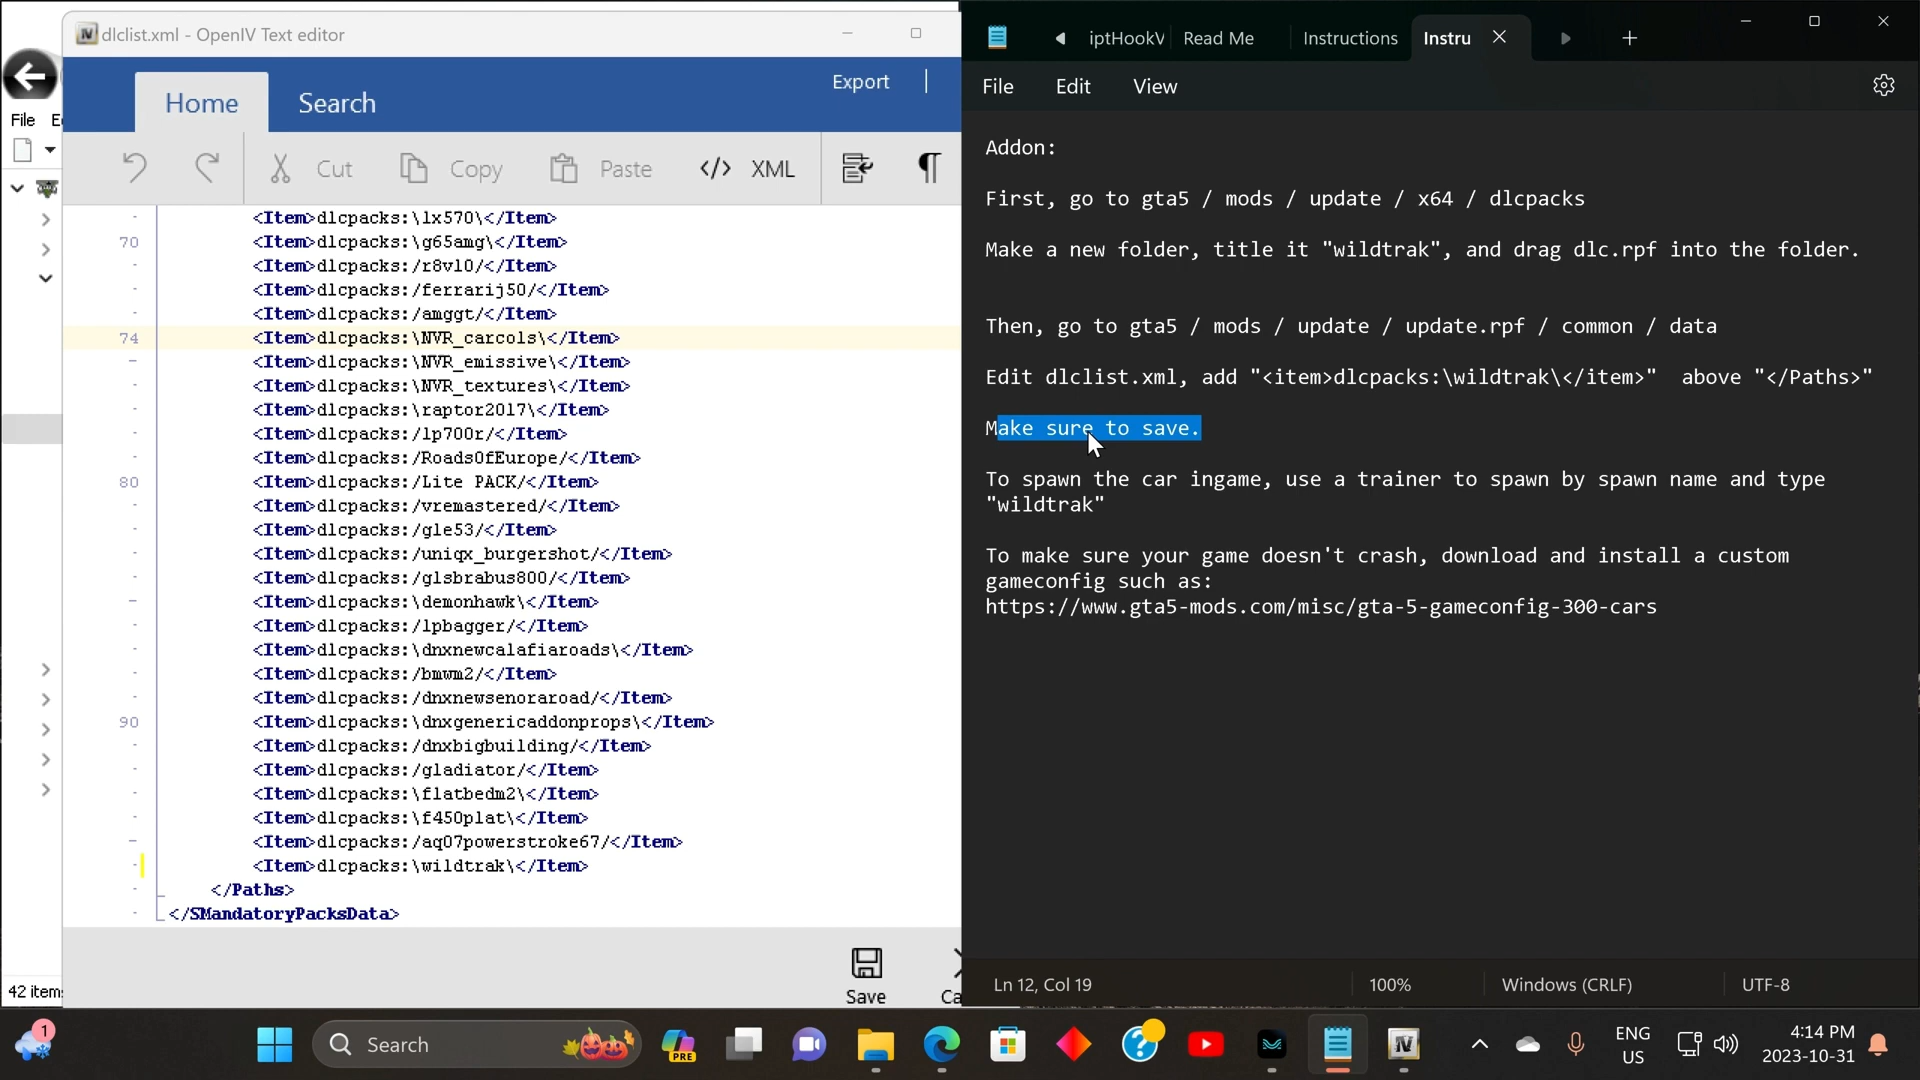 dlclist.xml - OpenIV Text editor
Export
Home
Search
Cut
Copy
Paste
</> XML
File
<Item>dlcpacks:\lx570\</Item>
70 <Item>dlcpacks:\g65amg\</Item>
<Item>dlcpacks:/r8v10/</Item>
<Item>dlcpacks:/ferrarij50/</Item>
<Item>dlcpacks:/amggt/</Item>
74 <Item>dlcpacks:\NVR_carcols\</Item>
<Item>dlcpacks:\NVR_emissive\</Item>
<Item>dlcpacks:\NVR_textures\</Item>
<Item>dlcpacks:\raptor2017\</Item>
<Item>dlcpacks:/lp700r/</Item>
<Item>dlcpacks:/RoadsOfEurope/</Item>
80 <Item>dlcpacks:/Lite PACK/</Item>
<Item>dlcpacks:/vremastered/</Item>
<Item>dlcpacks:/gle53/</Item>
<Item>dlcpacks:/uniqx_burgershot/</Item>
<Item>dlcpacks:/glsbrabus800/</Item>
<Item>dlcpacks:\demonhawk\</Item>
<Item>dlcpacks:/lpbagger/</Item>
<Item>dlcpacks:\dnxnewcalafiaroads\</Item>
<Item>dlcpacks:/bmwm2/</Item>
<Item>dlcpacks:/dnxnewsenoraroad/</Item>
90 <Item>dlcpacks:\dnxgenericaddonprops\</Item>
<Item>dlcpacks:/dnxbigbuilding/</Item>
<Item>dlcpacks:/gladiator/</Item>
<Item>dlcpacks:\flatbedm2\</Item>
<Item>dlcpacks:\f450plat\</Item>
<Item>dlcpacks:/aq07powerstroke67/</Item>
<Item>dlcpacks:\wildtrak\</Item>
</Paths>
</SMandatoryPacksData>
Save
42 items
iptHookV
Read Me
Instructions
Instru
File Edit View
Addon:
First, go to gta5 / mods / update / x64 / dlcpacks
Make a new folder, title it "wildtrak", and drag dlc.rpf into the folder.
Then, go to gta5 / mods / update / update.rpf / common / data
Edit dlclist.xml, add "<item>dlcpacks:\wildtrak\</item>"  above "</Paths>"
Make sure to save.
To spawn the car ingame, use a trainer to spawn by spawn name and type
"wildtrak"
To make sure your game doesn't crash, download and install a custom
gameconfig such as:
https://www.gta5-mods.com/misc/gta-5-gameconfig-300-cars
Ln 12, Col 19
100%
Windows (CRLF)
UTF-8
1
Search
PRE
ENG
US
4:14 PM
2023-10-31